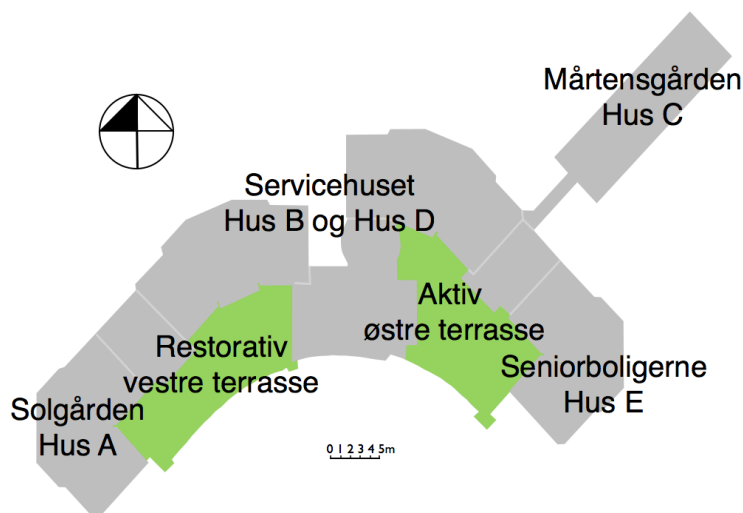 Mårtensgården
Hus C
Servicehuset
Hus B og Hus D
Aktiv
østre terrasse
Restorativ
vestre terrasse
Seniorboligerne
Hus E
Solgården
Hus A
0 1 2 3 4 5m